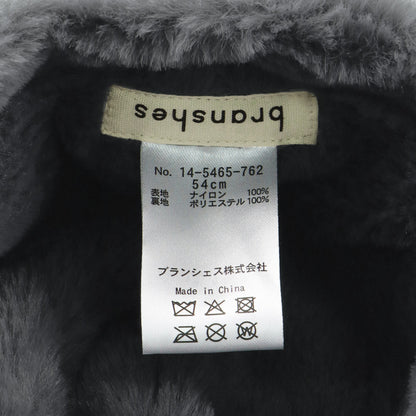 branshes
No. 14-5465-762
54cm
表地 ナイロン 100%
裏地 ポリエステル 100%
ブランシェス株式会社
Made in China